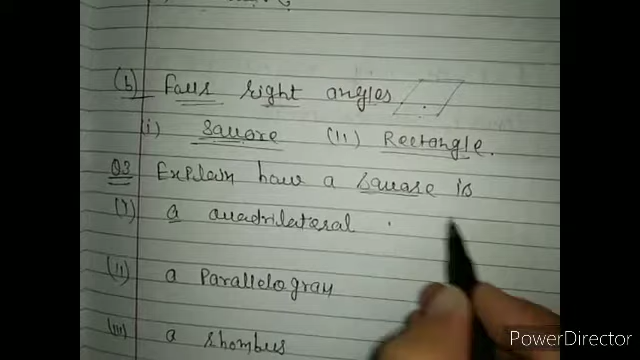 (b) Four right angles
(i) Square (ii) Rectangle.
Q3 Explain how a square is
(i) a quadrilateral
(ii) a Parallelogram
(iii) a rhombus
PowerDirector